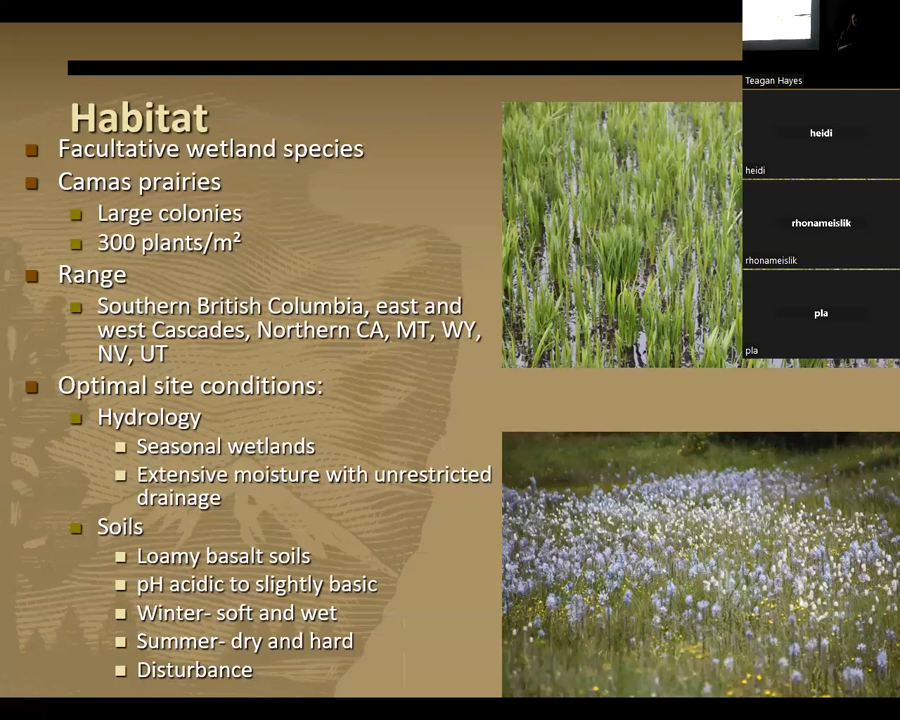 Habitat
Facultative wetland species
Camas prairies
Large colonies
300 plants/m²
Range
Southern British Columbia, east and
west Cascades, Northern CA, MT, WY,
NV, UT
Optimal site conditions:
Hydrology
Seasonal wetlands
Extensive moisture with unrestricted
drainage
Soils
Loamy basalt soils
pH acidic to slightly basic
Winter- soft and wet
Summer- dry and hard
Disturbance
Teagan Hayes
heidi
heidi
rhonameislik
rhonameislik
pla
pla